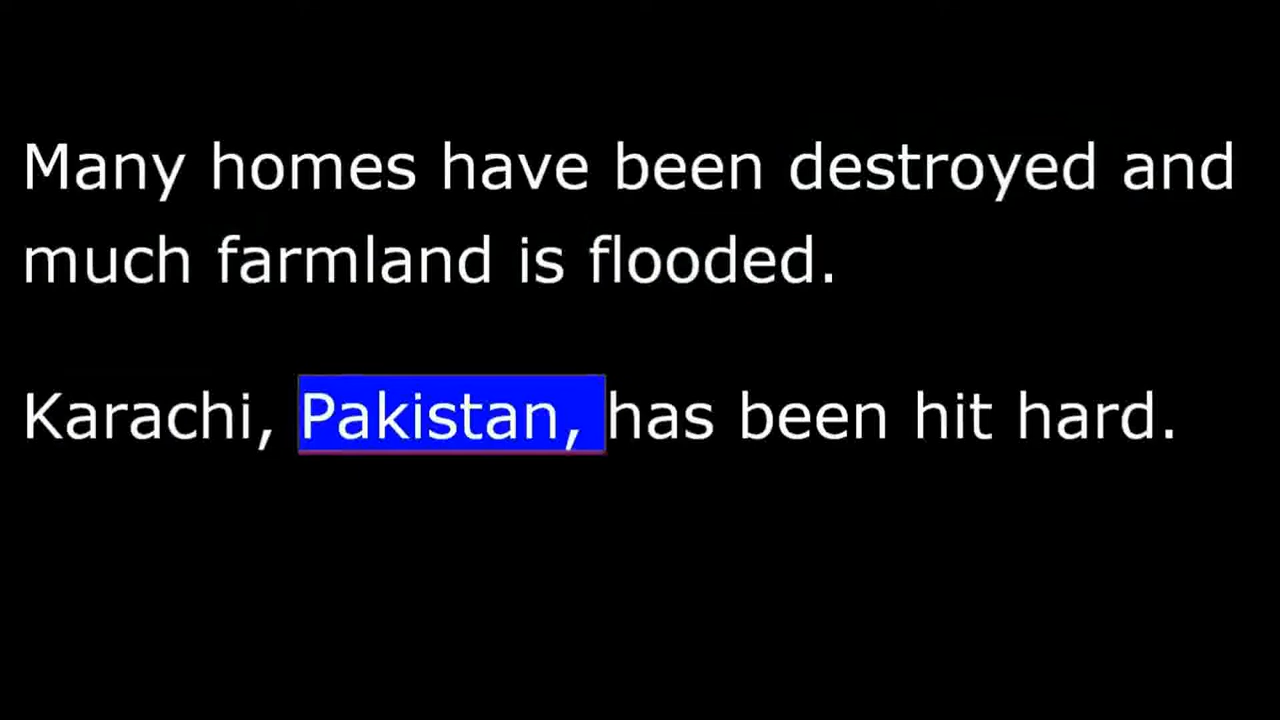 Many homes have been destroyed and
much farmland is flooded.
Karachi, Pakistan, has been hit hard.